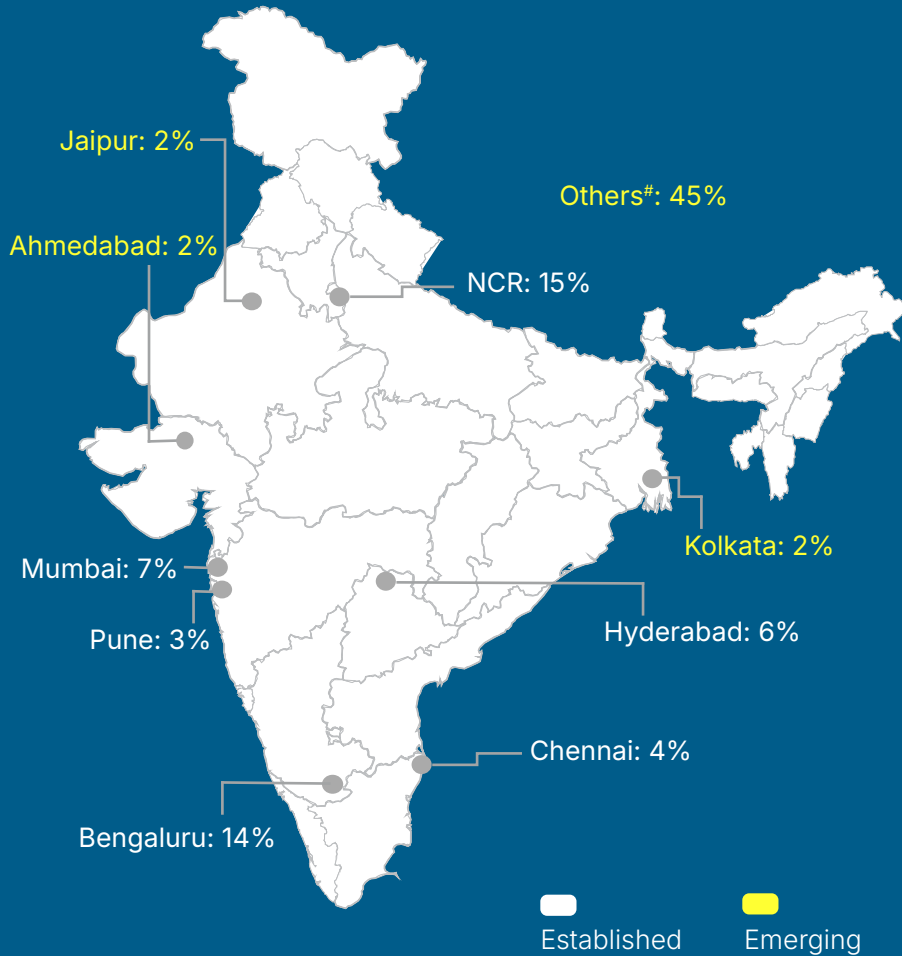 Jaipur: 2%
Others#: 45%
Ahmedabad: 2%
NCR: 15%
Kolkata: 2%
Mumbai: 7%
Hyderabad: 6%
Pune: 3%
Chennai: 4%
Bengaluru: 14%
Established
Emerging